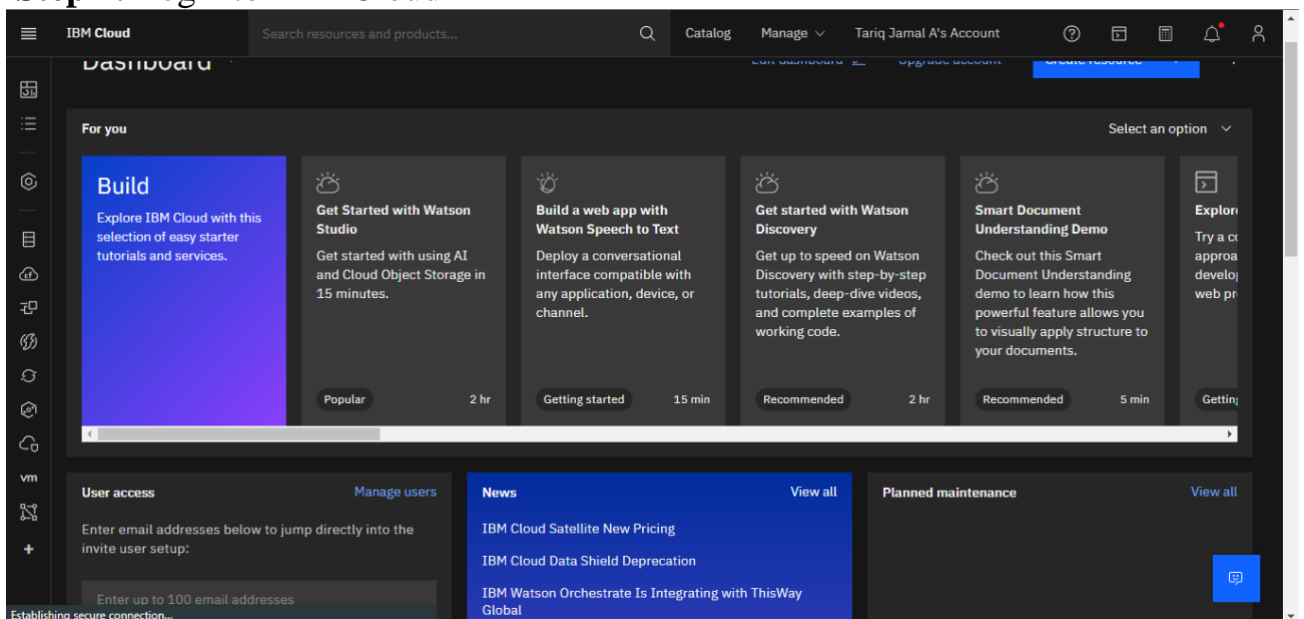 IBM Cloud
Search resources and products...
Catalog
Manage
Tariq Jamal A's Account
Dashboard
Edit dashboard
Upgrade account
Create resource
For you
Select an option
Build
Explore IBM Cloud with this
selection of easy starter
tutorials and services.
Get Started with Watson
Studio
Get started with using AI
and Cloud Object Storage in
15 minutes.
Popular
2 hr
Build a web app with
Watson Speech to Text
Deploy a conversational
interface compatible with
any application, device, or
channel.
Getting started
15 min
Get started with Watson
Discovery
Get up to speed on Watson
Discovery with step-by-step
tutorials, deep-dive videos,
and complete examples of
working code.
Recommended
2 hr
Smart Document
Understanding Demo
Check out this Smart
Document Understanding
demo to learn how this
powerful feature allows you
to visually apply structure to
your documents.
Recommended
5 min
Try a
vm
User access
Manage users
Enter email addresses below to jump directly into the
invite user setup:
Enter up to 100 email addresses
News
View all
IBM Cloud Satellite New Pricing
IBM Cloud Data Shield Deprecation
IBM Watson Orchestrate Is Integrating with ThisWay
Global
Planned maintenance
View all
Establishing secure connection...